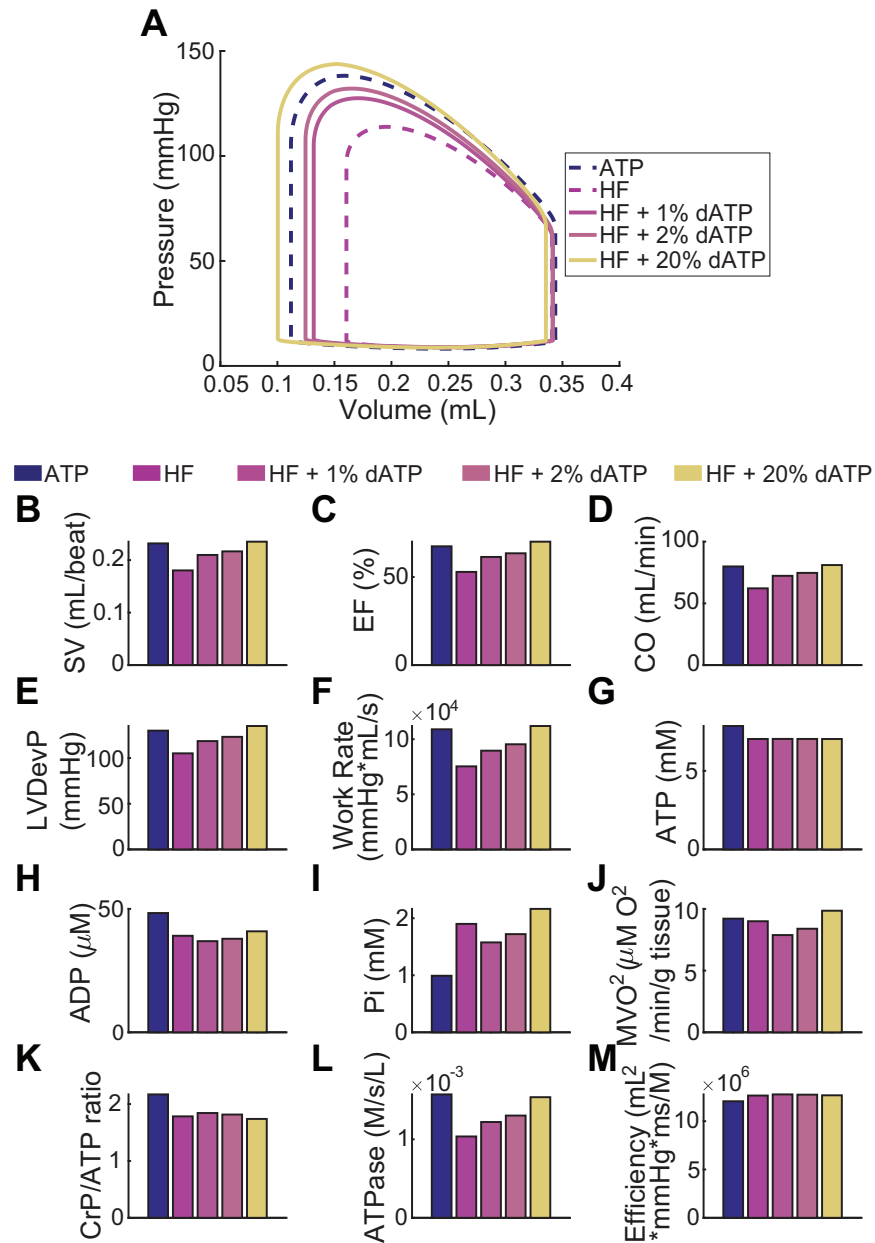 A
Pressure (mmHg)
150
100
50
0
0.05 0.1 0.15 0.2 0.25 0.3 0.35 0.4
Volume (mL)
ATP
HF
HF + 1% dATP
HF + 2% dATP
HF + 20% dATP
ATP HF HF + 1% dATP HF + 2% dATP HF + 20% dATP
B
SV (mL/beat)
0.2
0.1
0
C
EF (%)
50
0
D
CO (mL/min)
100
50
0
E
LVDevP
(mmHg)
100
50
0
F
Work Rate
(mmHg*mL/s)
× 10⁴
10
5
0
G
ATP (mM)
5
0
H
ADP (μM)
50
0
I
Pi (mM)
2
1
0
J
MVO² (μM O²
/min/g tissue)
10
5
0
K
CrP/ATP ratio
2
1
0
L
ATPase (M/s/L)
×10⁻³
1
0
M
Efficiency (mL²
*mmHg*ms/M)
×10⁶
10
5
0